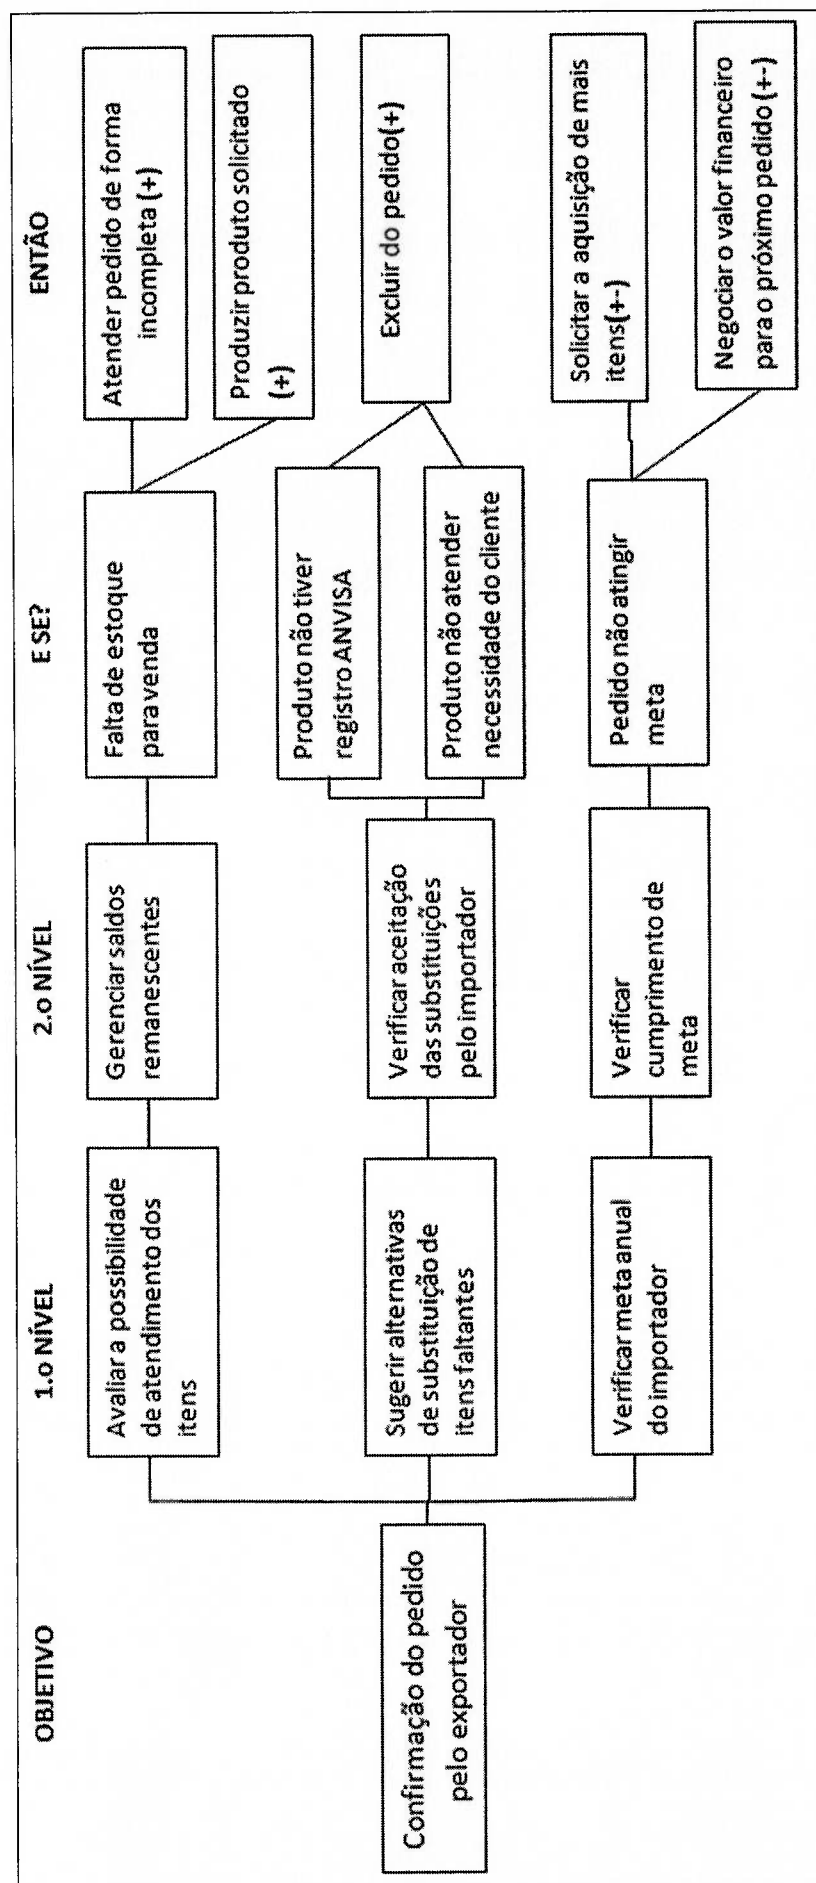 OBJETIVO
1.o NÍVEL
2.o NÍVEL
E SE?
ENTÃO
Confirmação do pedido
pelo exportador
Avaliar a possibilidade
de atendimento dos
itens
Gerenciar saldos
remanescentes
Falta de estoque
para venda
Atender pedido de forma
incompleta (+)
Produzir produto solicitado
(+)
Sugerir alternativas
de substituição de
itens faltantes
Verificar aceitação
das substituições
pelo importador
Produto não tiver
registro ANVISA
Produto não atender
necessidade do cliente
Excluir do pedido(+)
Verificar meta anual
do importador
Verificar
cumprimento de
meta
Pedido não atingir
meta
Solicitar a aquisição de mais
itens(+-)
Negociar o valor financeiro
para o próximo pedido (+-)